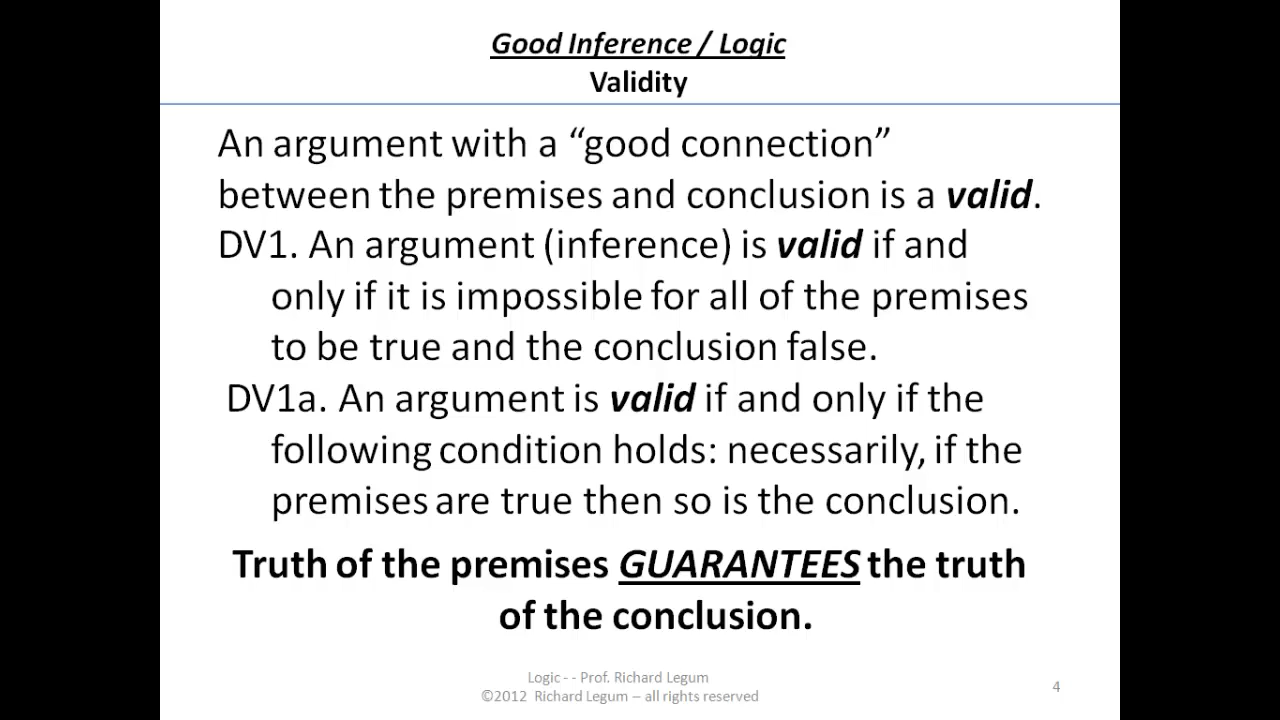 Good Inference / Logic
Validity
An argument with a “good connection”
between the premises and conclusion is a valid.
DV1. An argument (inference) is valid if and
only if it is impossible for all of the premises
to be true and the conclusion false.
DV1a. An argument is valid if and only if the
following condition holds: necessarily, if the
premises are true then so is the conclusion.
Truth of the premises GUARANTEES the truth
of the conclusion.
Logic - - Prof. Richard Legum
©2012 Richard Legum – all rights reserved
4